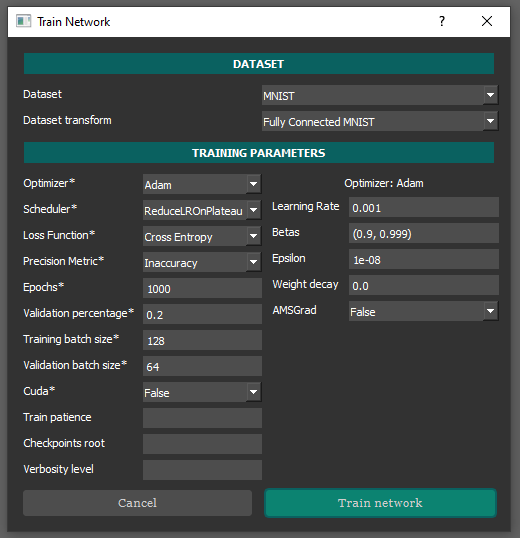 Train Network
?
DATASET
Dataset
MNIST
Dataset transform
Fully Connected MNIST
TRAINING PARAMETERS
Optimizer*
Adam
Scheduler*
ReduceLROnPlateau
Loss Function*
Cross Entropy
Precision Metric*
Inaccuracy
Epochs*
1000
Validation percentage*
0.2
Training batch size*
128
Validation batch size*
64
Cuda*
False
Train patience
Checkpoints root
Verbosity level
Optimizer: Adam
Learning Rate
0.001
Betas
(0.9, 0.999)
Epsilon
1e-08
Weight decay
0.0
AMSGrad
False
Cancel
Train network